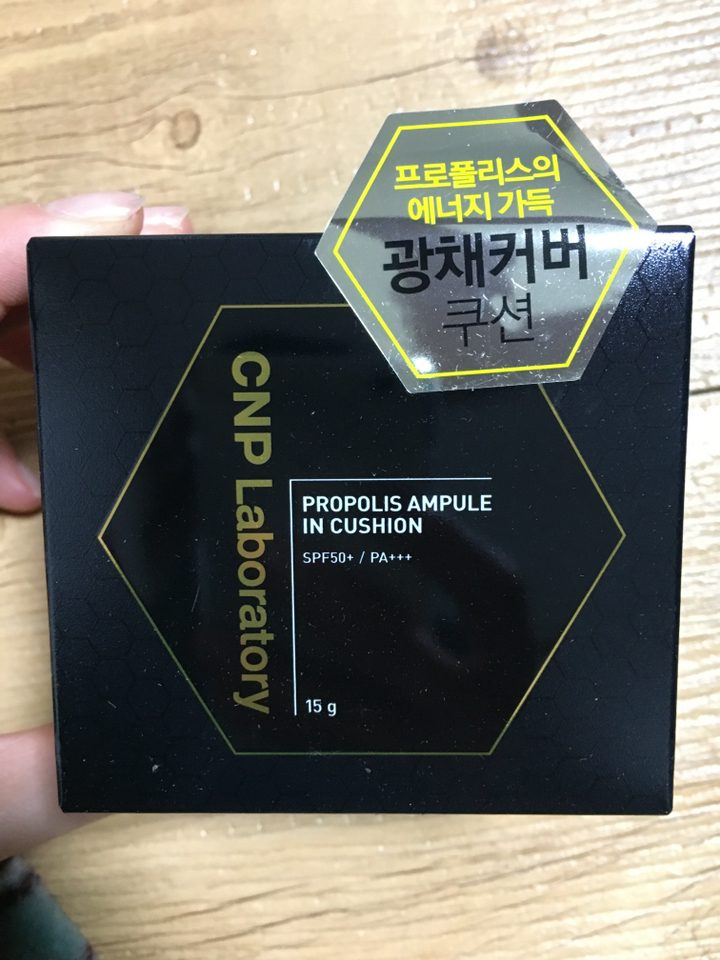 프로폴리스의
에너지 가득
광채커버
쿠션
CNP Laboratory
PROPOLIS AMPULE
IN CUSHION
SPF50+ / PA+++
15 g